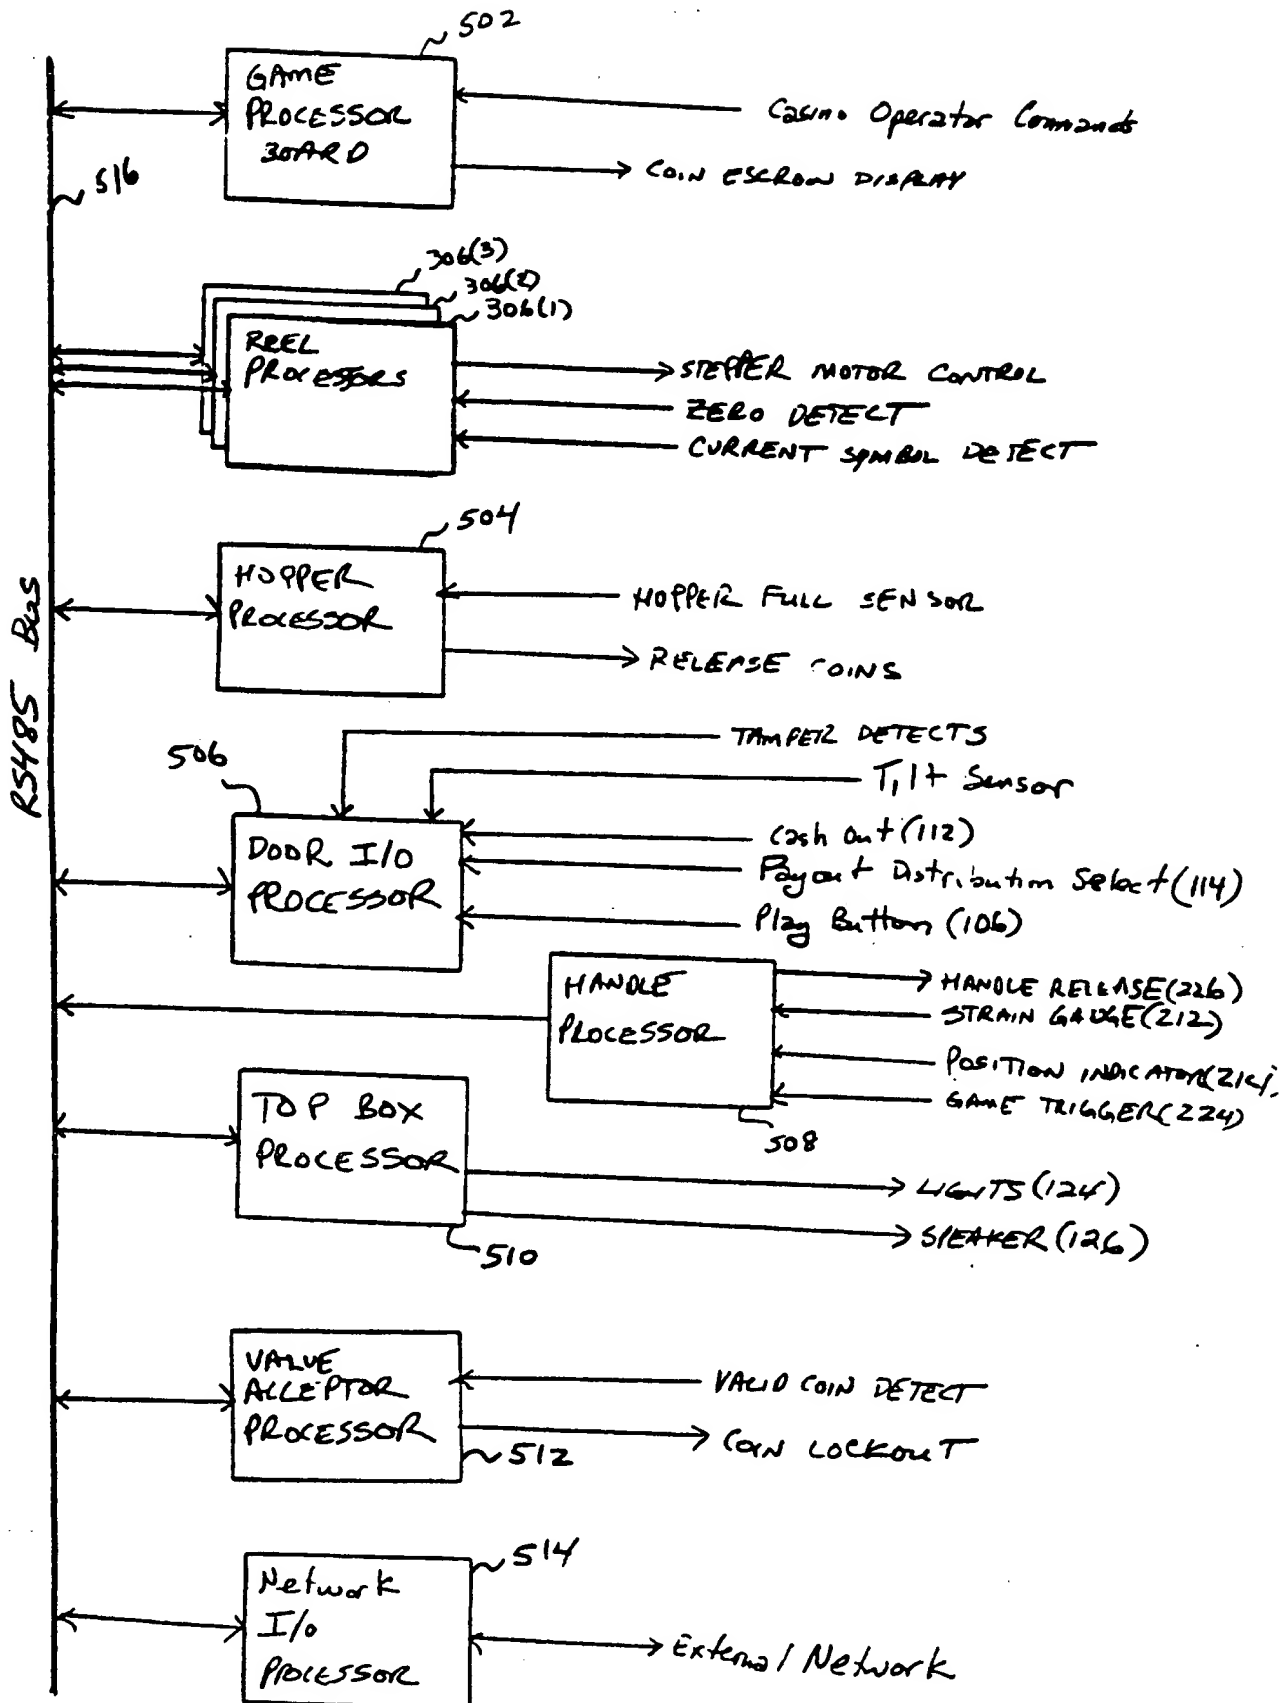 502
GAME
PROCESSOR
BOARD
Casino Operator Commands
COIN ESCROW DISPLAY
516
306(3)
306(2)
306(1)
REEL
PROCESSORS
STEPPER MOTOR CONTROL
ZERO DETECT
CURRENT SYMBOL DETECT
504
HOPPER
PROCESSOR
HOPPER FULL SENSOR
RELEASE COINS
RS485 Bus
506
TAMPER DETECTS
Tilt Sensor
DOOR I/O
PROCESSOR
Cash Out (112)
Payout Distribution Select (114)
Play Button (106)
HANDLE
PROCESSOR
HANDLE RELEASE (226)
STRAIN GAUGE (212)
POSITION INDICATOR (214)
GAME TRIGGER (224)
508
TOP BOX
PROCESSOR
LIGHTS (124)
SPEAKER (126)
510
VALUE
ACCEPTOR
PROCESSOR
VALID COIN DETECT
COIN LOCKOUT
512
514
Network
I/O
PROCESSOR
External Network